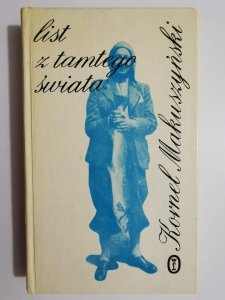 list
z tamtego
świata
Kornel Makuszyński